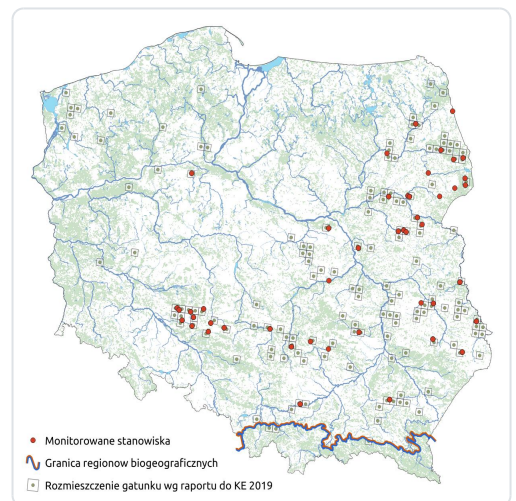 Monitorowane stanowiska
Granica regionow biogeograficznych
Rozmieszczenie gatunku wg raportu do KE 2019